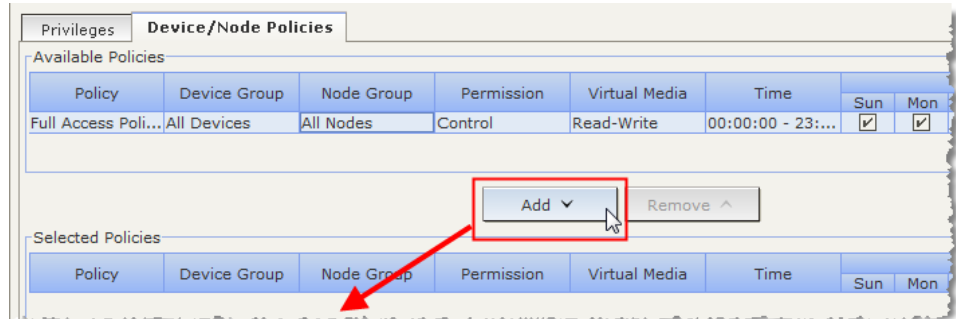 Privileges Device/Node Policies
Available Policies
Policy Device Group Node Group Permission Virtual Media Time
Sun Mon
Full Access Poli... All Devices All Nodes Control Read-Write 00:00:00 - 23:...
Add Remove
Selected Policies
Policy Device Group Node Group Permission Virtual Media Time
Sun Mon